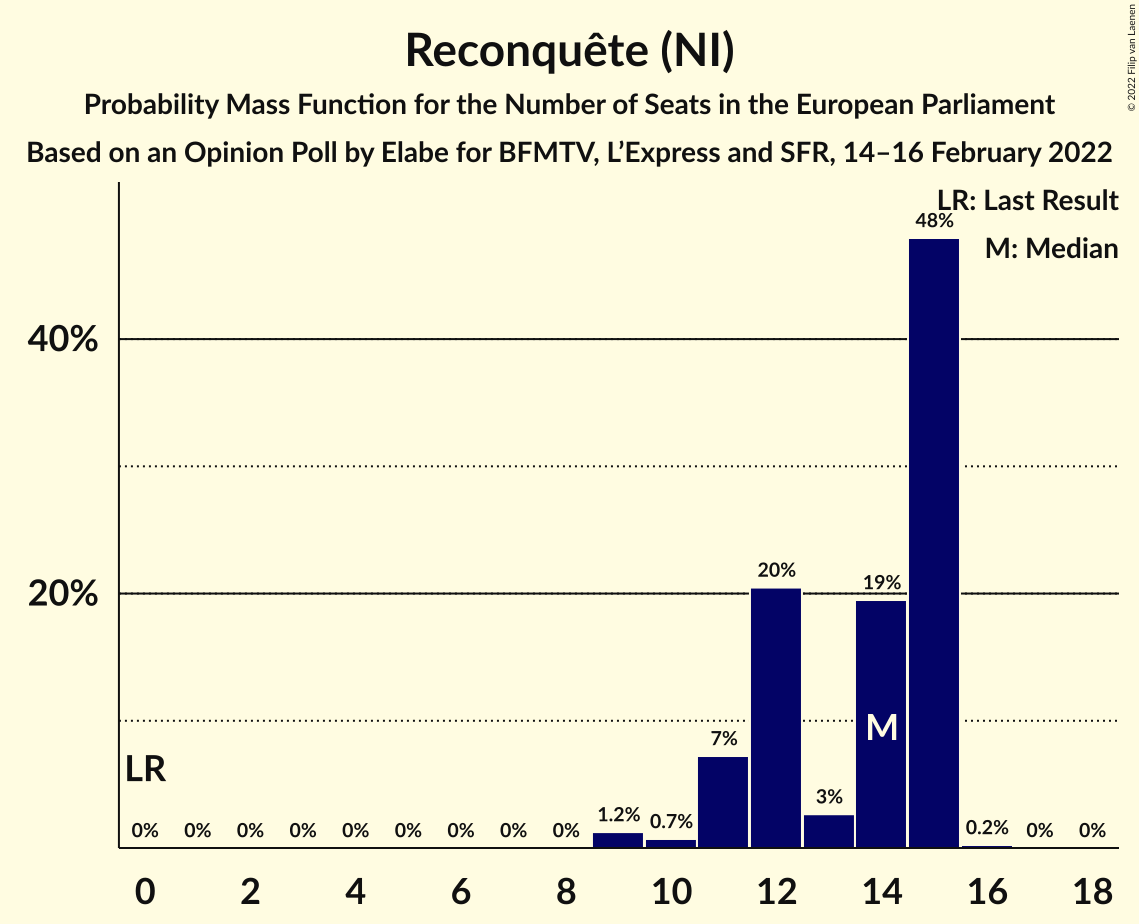 Reconquête (NI)
Probability Mass Function for the Number of Seats in the European Parliament
Based on an Opinion Poll by Elabe for BFMTV, L’Express and SFR, 14–16 February 2022
© 2022 Filip van Laenen
LR: Last Result
M: Median
48%
40%
20%
20%
19%
M
7%
LR
3%
0% 0% 0% 0% 0% 0% 0% 0% 0% 1.2% 0.7% 0.2% 0% 0%
0 2 4 6 8 10 12 14 16 18